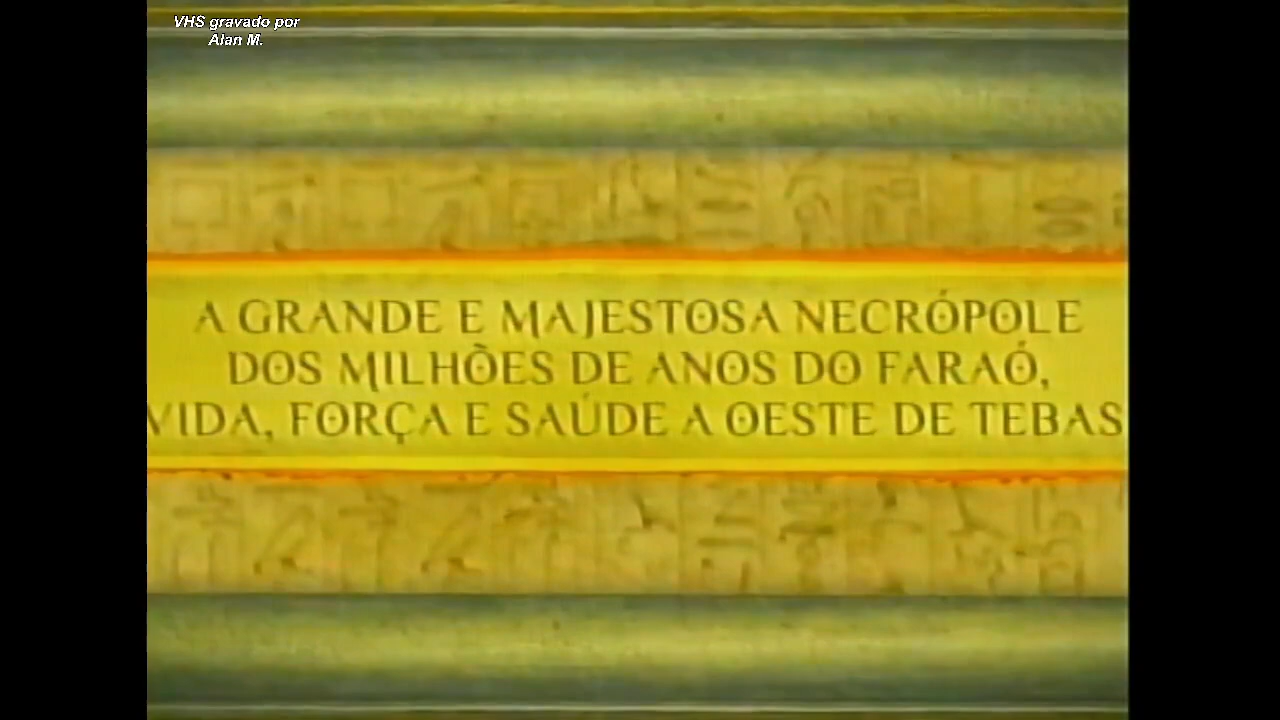 VHS gravado por
Alan M.
A GRANDE E MAJESTOSA NECRÓPOLE
DOS MILHÕES DE ANOS DO FARAÓ,
VIDA, FORÇA E SAÚDE A OESTE DE TEBAS